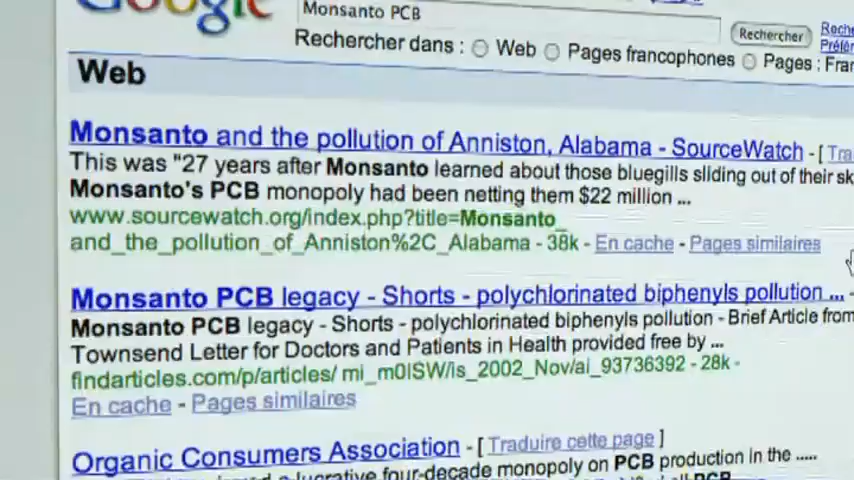 Google
Monsanto PCB
Rechercher
Rechercher dans : Web Pages francophones Pages : Fran
Web
Monsanto and the pollution of Anniston, Alabama - SourceWatch - [ Tra
This was "27 years after Monsanto learned about those bluegills sliding out of their sk
Monsanto's PCB monopoly had been netting them $22 million ...
www.sourcewatch.org/index.php?title=Monsanto_
and_the_pollution_of_Anniston%2C_Alabama - 38k - En cache - Pages similaires
Monsanto PCB legacy - Shorts - polychlorinated biphenyls pollution ... -
Monsanto PCB legacy - Shorts - polychlorinated biphenyls pollution - Brief Article from
Townsend Letter for Doctors and Patients in Health provided free by ...
findarticles.com/p/articles/ mi_m0ISW/is_2002_Nov/ai_93736392 - 28k -
En cache - Pages similaires
Organic Consumers Association - [ Traduire cette page ]
lucrative four-decade monopoly on PCB production in the .....
PCB